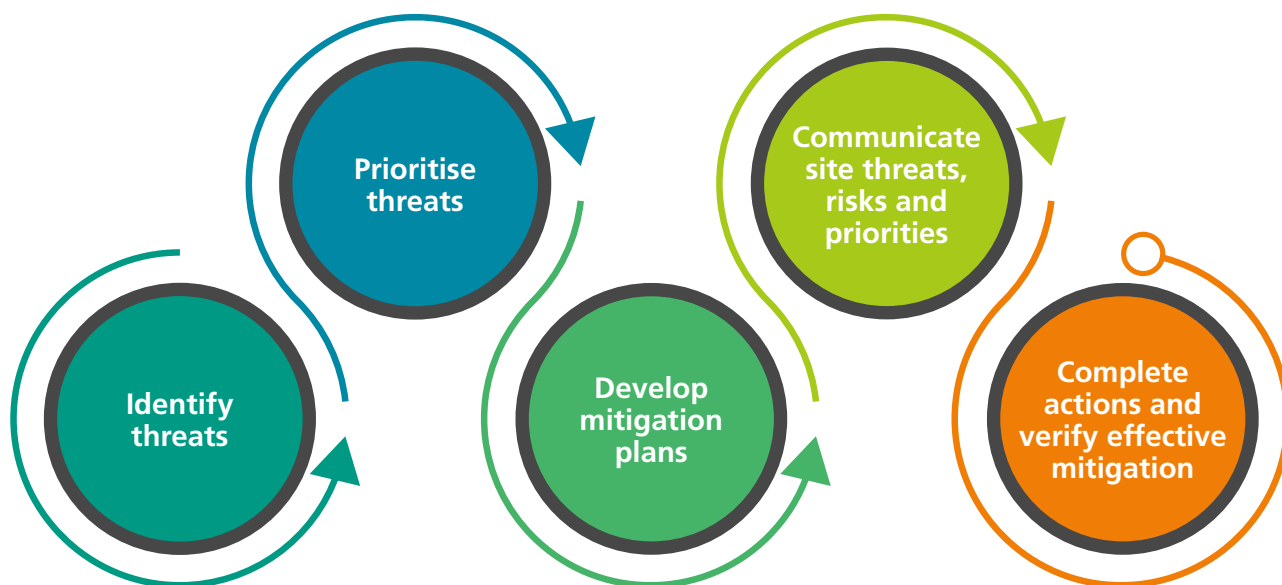 Identify
threats
Prioritise
threats
Develop
mitigation
plans
Communicate
site threats,
risks and
priorities
Complete
actions and
verify effective
mitigation